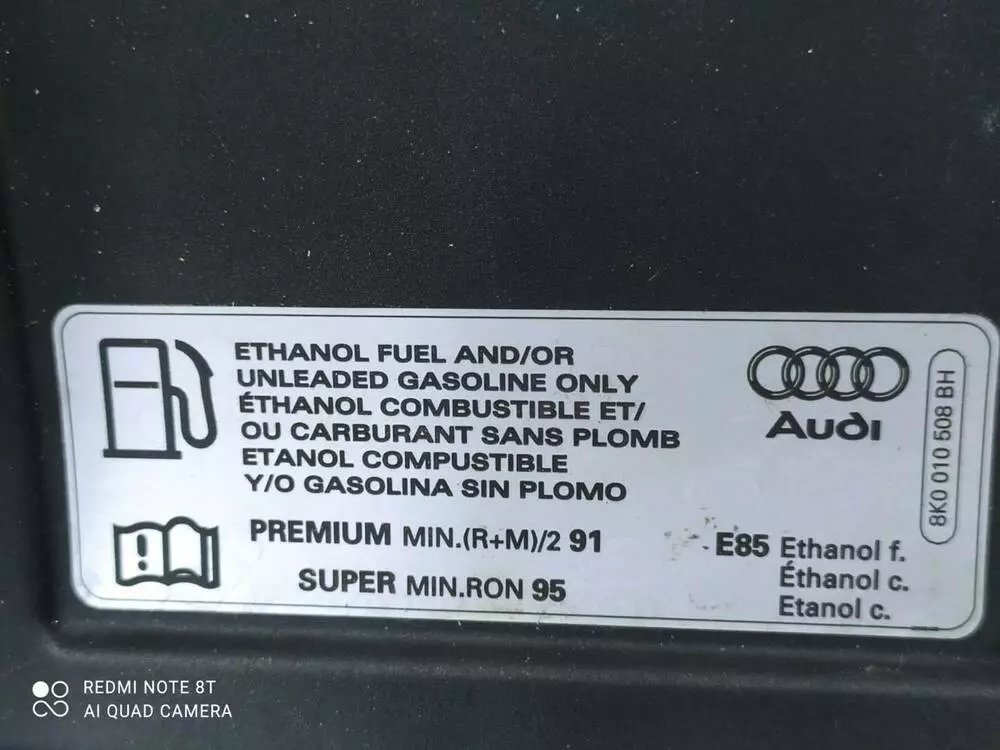 ETHANOL FUEL AND/OR
UNLEADED GASOLINE ONLY
ÉTHANOL COMBUSTIBLE ET/
OU CARBURANT SANS PLOMB
ETANOL COMPUSTIBLE
Y/O GASOLINA SIN PLOMO
PREMIUM MIN.(R+M)/2 91
SUPER MIN.RON 95
Audi
8K0 010 508 BH
E85 Ethanol f.
Éthanol c.
Etanol c.
REDMI NOTE 8T
AI QUAD CAMERA